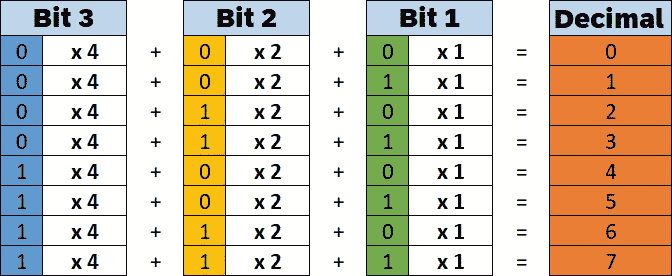 Bit 3 Bit 2 Bit 1 Decimal
0 x 4 + 0 x 2 + 0 x 1 = 0
0 x 4 + 0 x 2 + 1 x 1 = 1
0 x 4 + 1 x 2 + 0 x 1 = 2
0 x 4 + 1 x 2 + 1 x 1 = 3
1 x 4 + 0 x 2 + 0 x 1 = 4
1 x 4 + 0 x 2 + 1 x 1 = 5
1 x 4 + 1 x 2 + 0 x 1 = 6
1 x 4 + 1 x 2 + 1 x 1 = 7